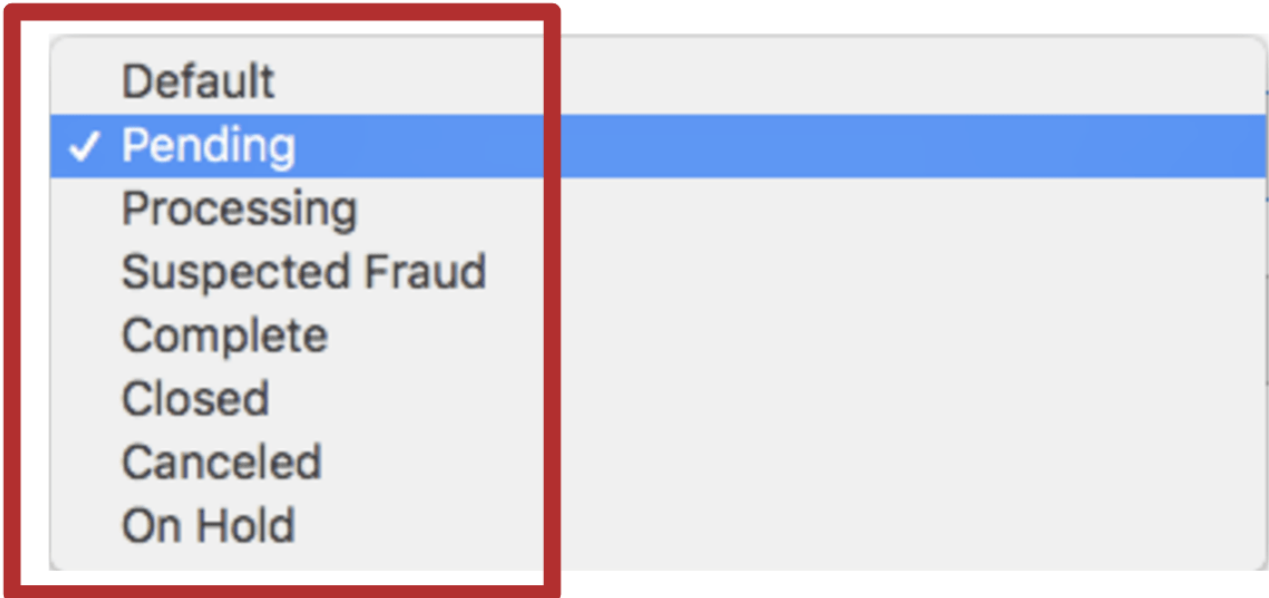 Default
✓ Pending
Processing
Suspected Fraud
Complete
Closed
Canceled
On Hold